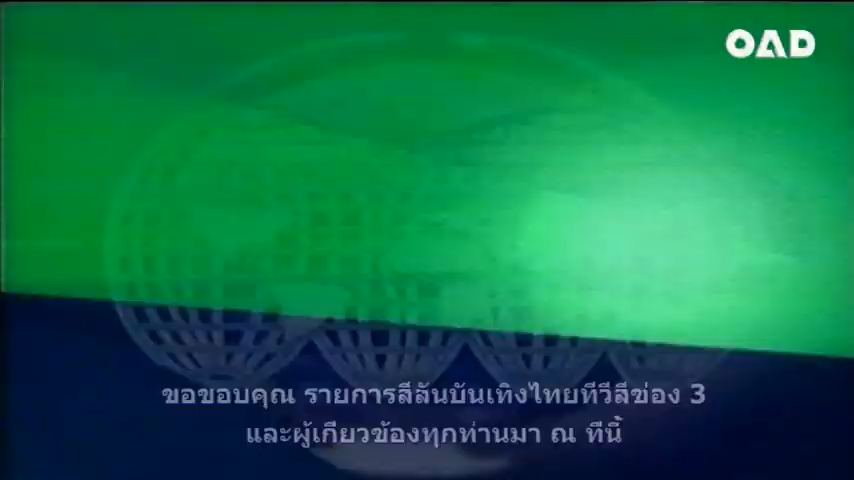 OAD
ขอขอบคุณ รายการสีสันบันเทิงไทยทีวีสีช่อง 3
และผู้เกี่ยวข้องทุกท่านมา ณ ที่นี้